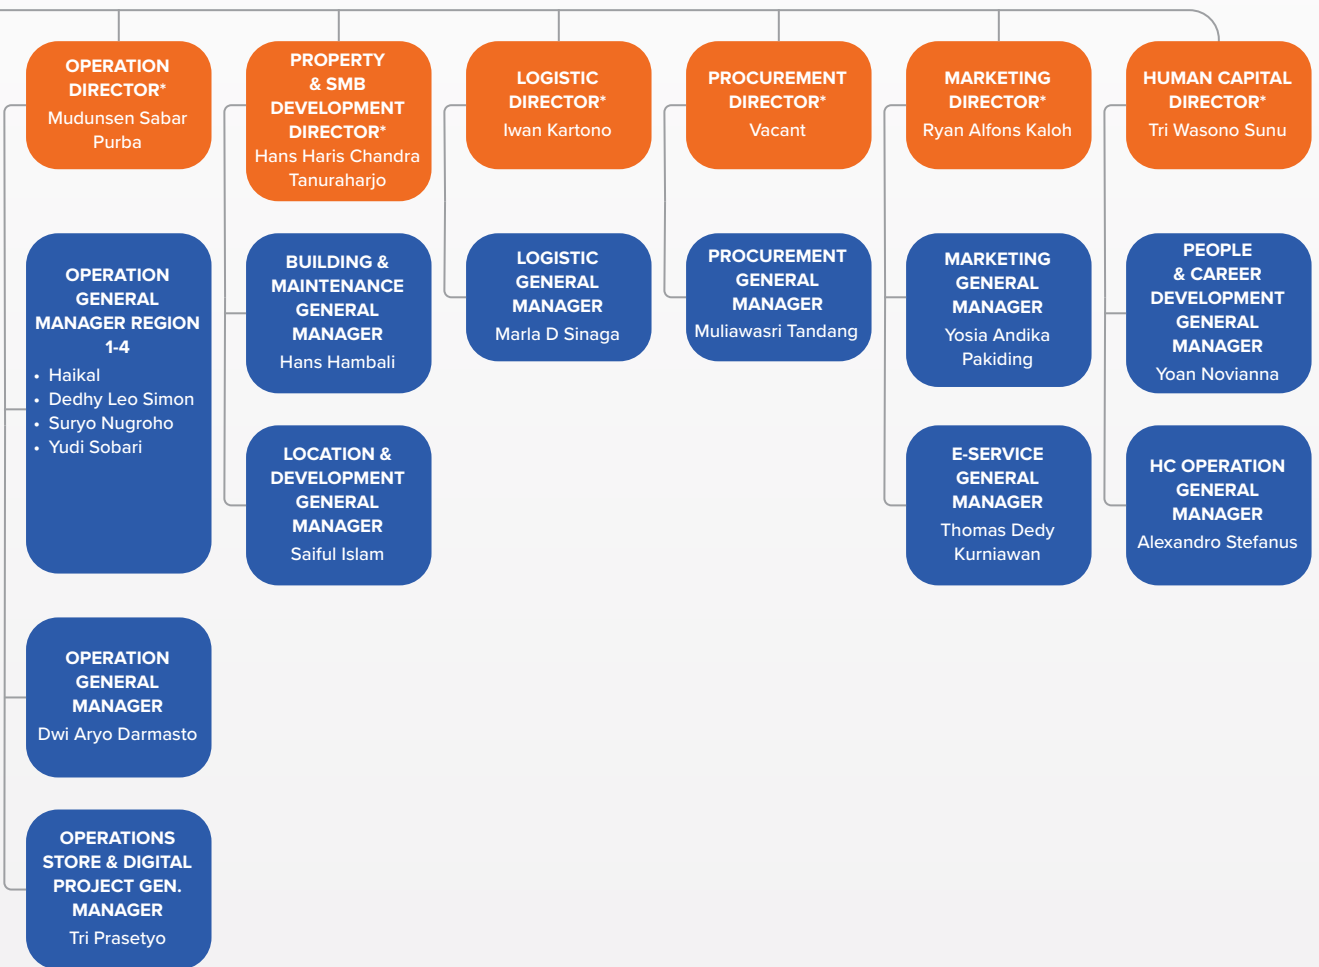 OPERATION
DIRECTOR*
Mudunsen Sabar
Purba
PROPERTY
& SMB
DEVELOPMENT
DIRECTOR*
Hans Haris Chandra
Tanuraharjo
LOGISTIC
DIRECTOR*
Iwan Kartono
PROCUREMENT
DIRECTOR*
Vacant
MARKETING
DIRECTOR*
Ryan Alfons Kaloh
HUMAN CAPITAL
DIRECTOR*
Tri Wasono Sunu
OPERATION
GENERAL
MANAGER REGION
1-4
• Haikal
• Dedhy Leo Simon
• Suryo Nugroho
• Yudi Sobari
BUILDING &
MAINTENANCE
GENERAL
MANAGER
Hans Hambali
LOGISTIC
GENERAL
MANAGER
Marla D Sinaga
PROCUREMENT
GENERAL
MANAGER
Muliawasri Tandang
MARKETING
GENERAL
MANAGER
Yosia Andika
Pakiding
PEOPLE
& CAREER
DEVELOPMENT
GENERAL
MANAGER
Yoan Novianna
LOCATION &
DEVELOPMENT
GENERAL
MANAGER
Saiful Islam
E-SERVICE
GENERAL
MANAGER
Thomas Dedy
Kurniawan
HC OPERATION
GENERAL
MANAGER
Alexandro Stefanus
OPERATION
GENERAL
MANAGER
Dwi Aryo Darmasto
OPERATIONS
STORE & DIGITAL
PROJECT GEN.
MANAGER
Tri Prasetyo